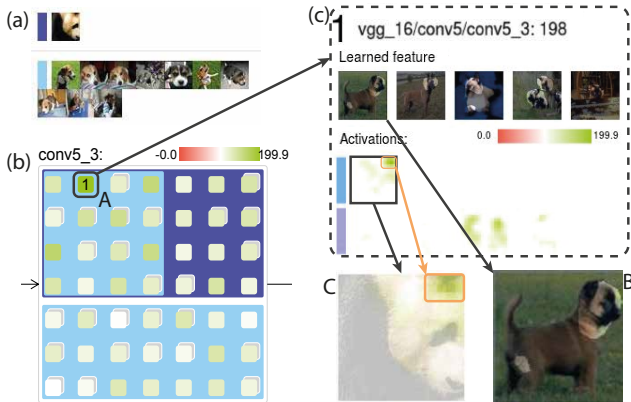 (a)
(c)
1 vgg_16/conv5/conv5_3: 198
Learned feature
0.0 199.9
Activations:
(b)
conv5_3: -0.0 199.9
1
A
C
B